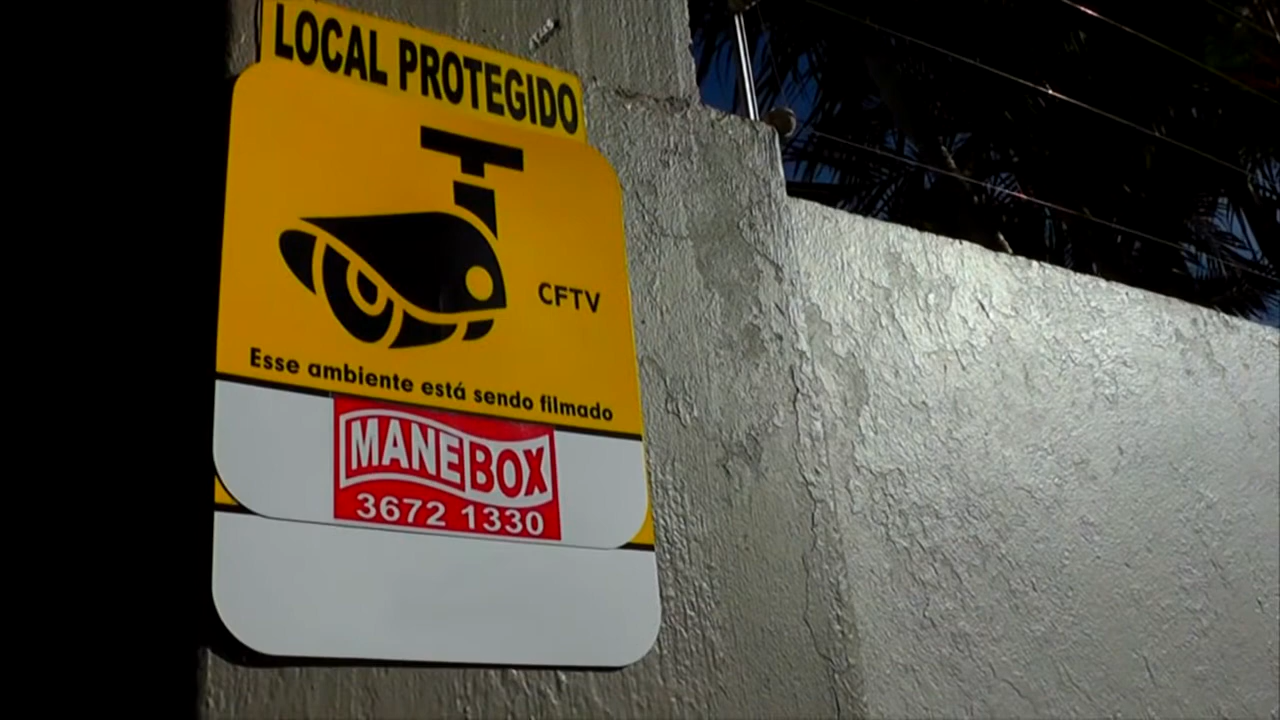 LOCAL PROTEGIDO
CFTV
Esse ambiente está sendo filmado
MANEBOX
3672 1330